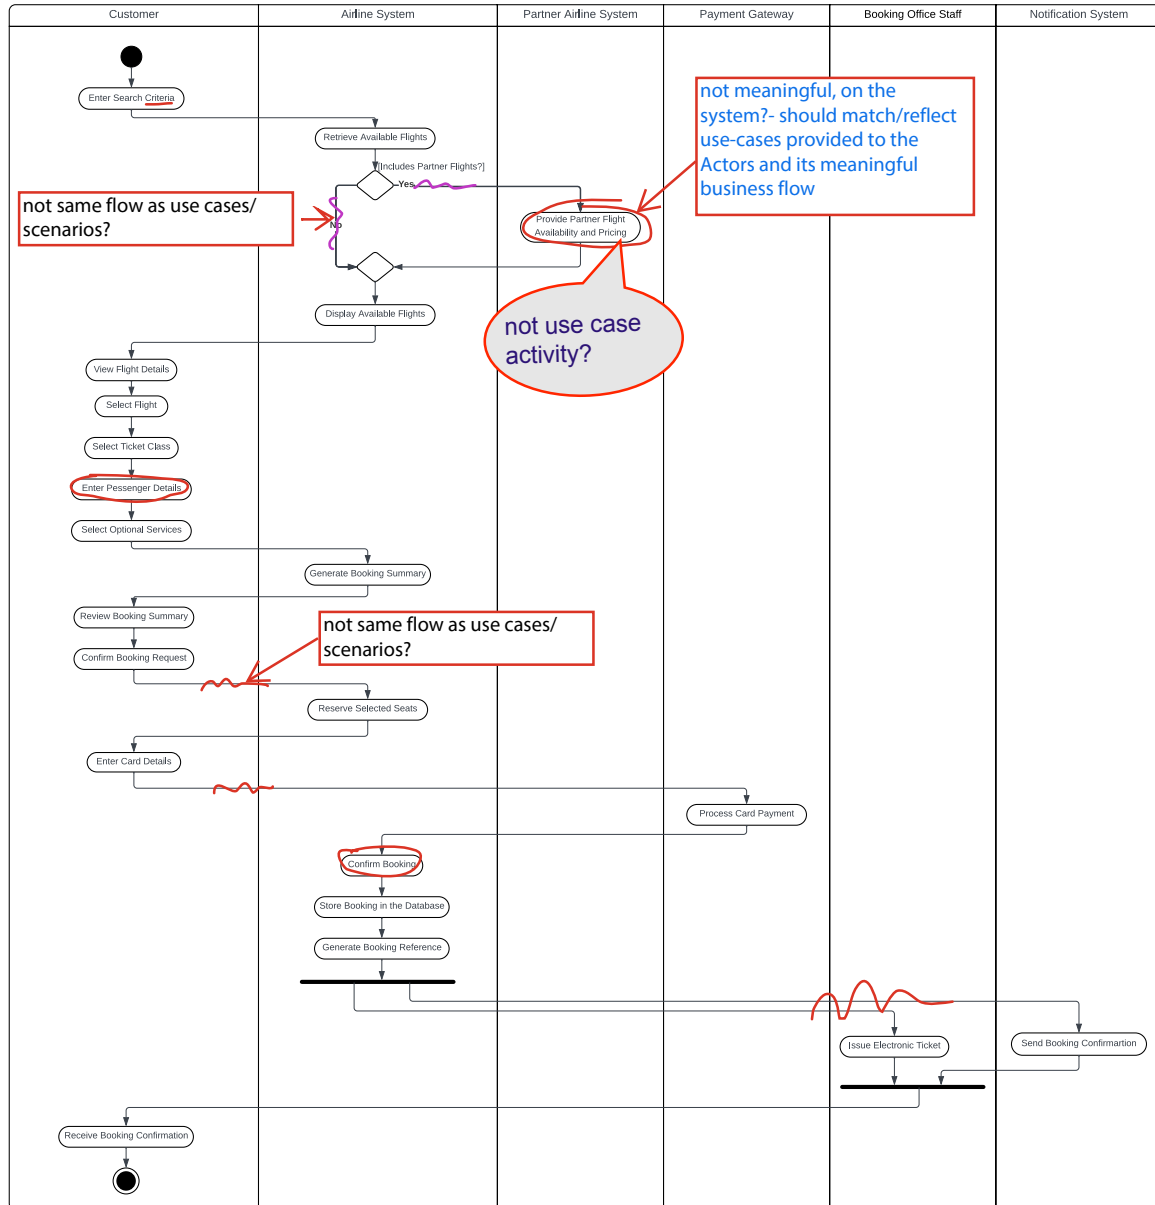 Customer
Airline System
Partner Airline System
Payment Gateway
Booking Office Staff
Notification System
Enter Search Criteria
Retrieve Available Flights
[Includes Partner Flights?]
Yes
No
not same flow as use cases/
scenarios?
not meaningful, on the
system?- should match/reflect
use-cases provided to the
Actors and its meaningful
business flow
Provide Partner Flight
Availability and Pricing
Display Available Flights
not use case
activity?
View Flight Details
Select Flight
Select Ticket Class
Enter Pessenger Details
Select Optional Services
Generate Booking Summary
Review Booking Summary
not same flow as use cases/
scenarios?
Confirm Booking Request
Reserve Selected Seats
Enter Card Details
Process Card Payment
Confirm Booking
Store Booking in the Database
Generate Booking Reference
Issue Electronic Ticket
Send Booking Confirmartion
Receive Booking Confirmation